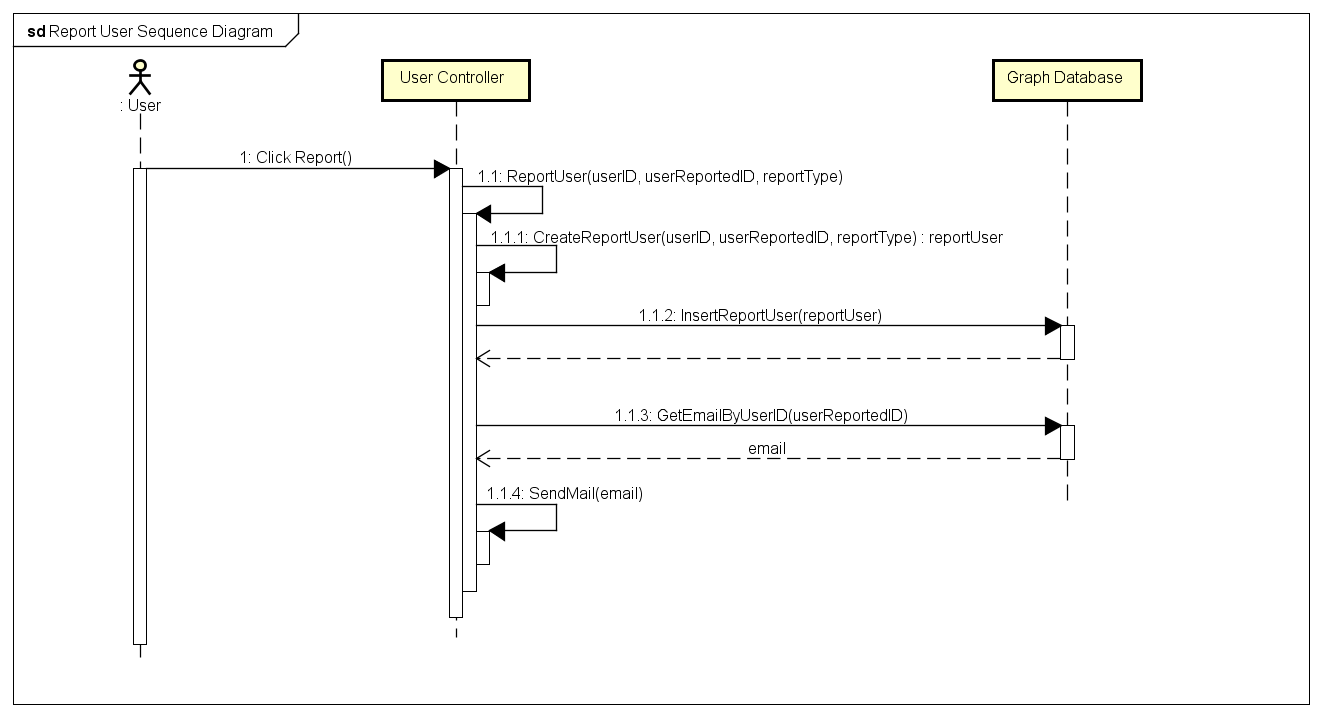 sd Report User Sequence Diagram
: User
User Controller
Graph Database
1: Click Report()
1.1: ReportUser(userID, userReportedID, reportType)
1.1.1: CreateReportUser(userID, userReportedID, reportType) : reportUser
1.1.2: InsertReportUser(reportUser)
1.1.3: GetEmailByUserID(userReportedID)
email
1.1.4: SendMail(email)